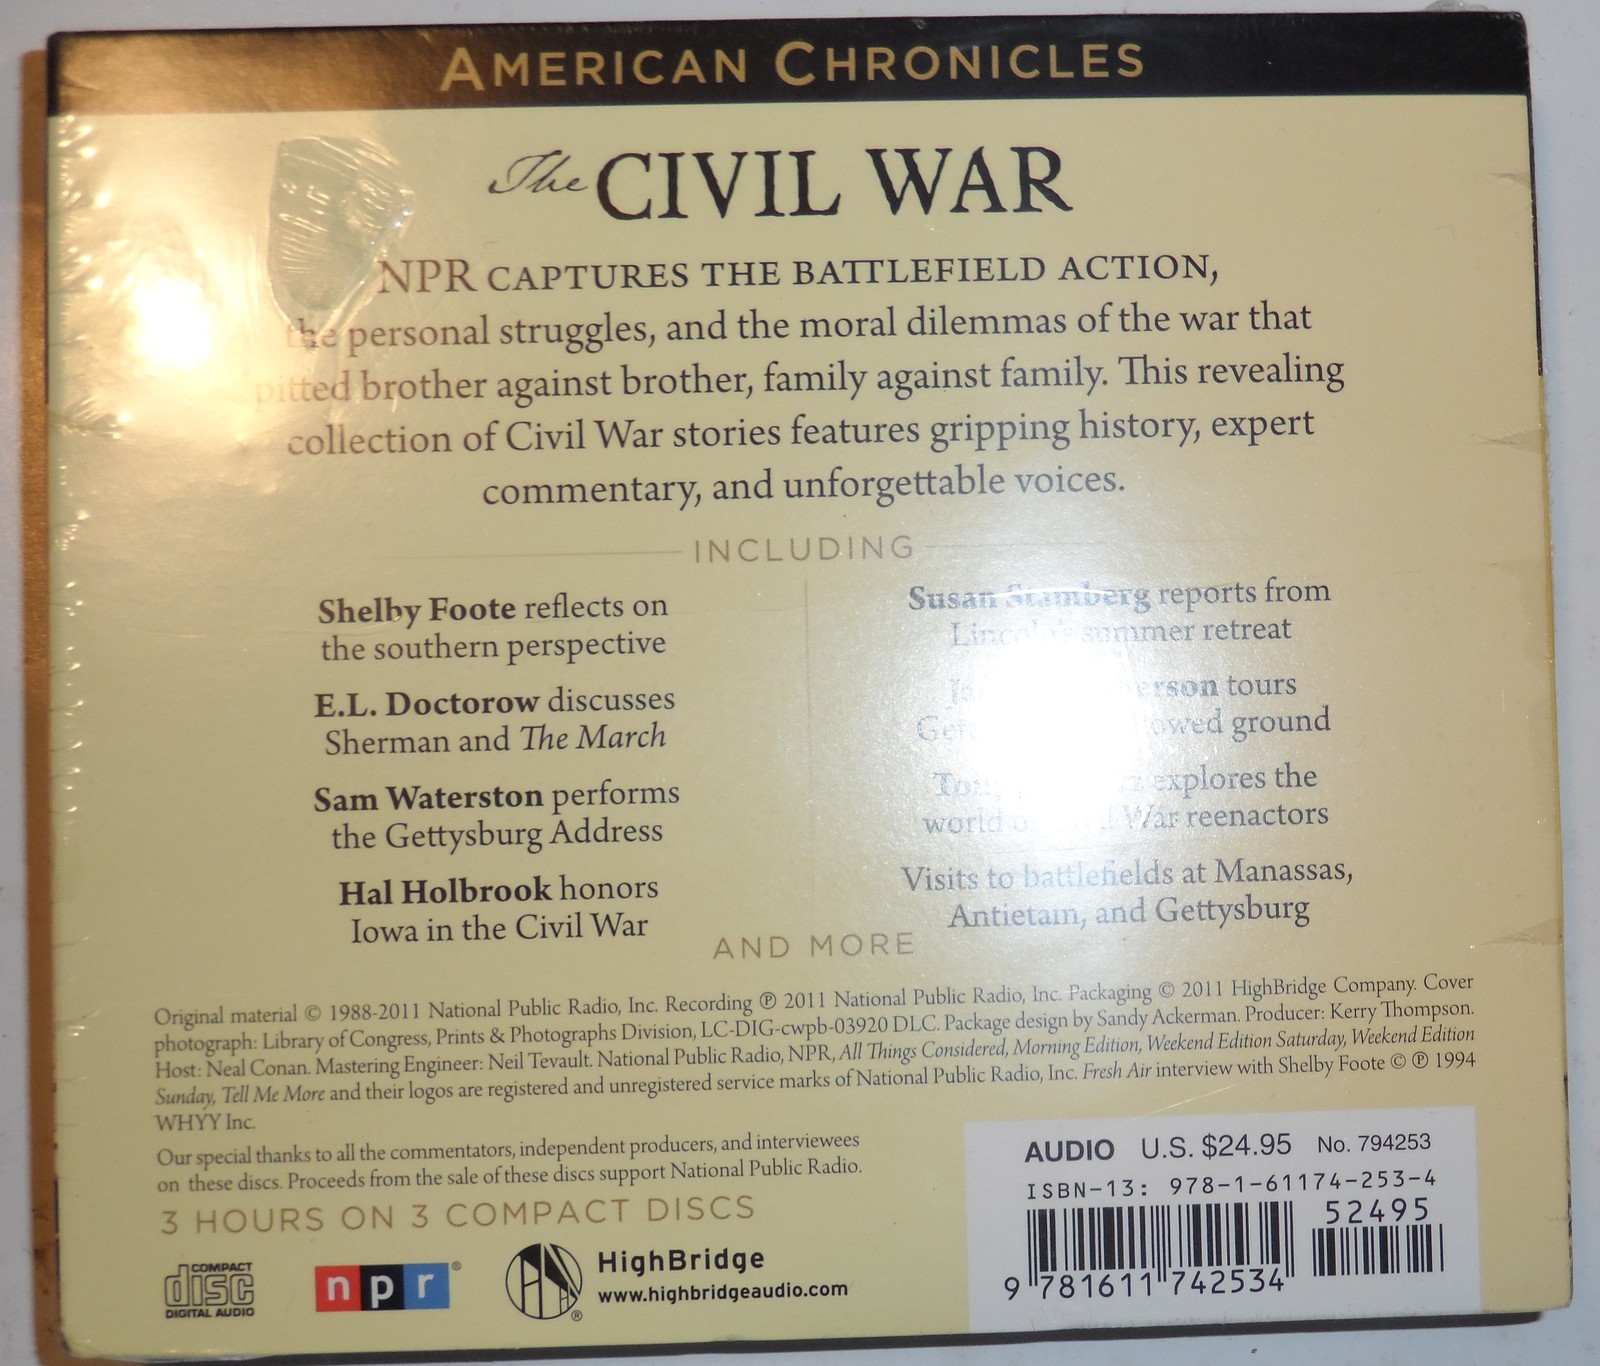 AMERICAN CHRONICLES
The CIVIL WAR
NPR CAPTURES THE BATTLEFIELD ACTION,
the personal struggles, and the moral dilemmas of the war that
pitted brother against brother, family against family. This revealing
collection of Civil War stories features gripping history, expert
commentary, and unforgettable voices.
INCLUDING
Shelby Foote reflects on
the southern perspective
E.L. Doctorow discusses
Sherman and The March
Sam Waterston performs
the Gettysburg Address
Hal Holbrook honors
Iowa in the Civil War
Susan Stamberg reports from
Lincoln's summer retreat
tours
ground
explores the
world of Civil War reenactors
Visits to battlefields at Manassas,
Antietam, and Gettysburg
AND MORE
Original material © 1988-2011 National Public Radio, Inc. Recording ℗ 2011 National Public Radio, Inc. Packaging © 2011 HighBridge Company. Cover
photograph: Library of Congress, Prints & Photographs Division, LC-DIG-cwpb-03920 DLC. Package design by Sandy Ackerman. Producer: Kerry Thompson.
Host: Neal Conan. Mastering Engineer: Neil Tevault. National Public Radio, NPR, All Things Considered, Morning Edition, Weekend Edition Saturday, Weekend Edition
Sunday, Tell Me More and their logos are registered and unregistered service marks of National Public Radio, Inc. Fresh Air interview with Shelby Foote © ℗ 1994
WHYY Inc.
Our special thanks to all the commentators, independent producers, and interviewees
on these discs. Proceeds from the sale of these discs support National Public Radio.
3 HOURS ON 3 COMPACT DISCS
COMPACT
disc
DIGITAL AUDIO
npr®
HighBridge
www.highbridgeaudio.com
®
AUDIO U.S. $24.95 No. 794253
ISBN-13: 978-1-61174-253-4
52495
9 781611 742534